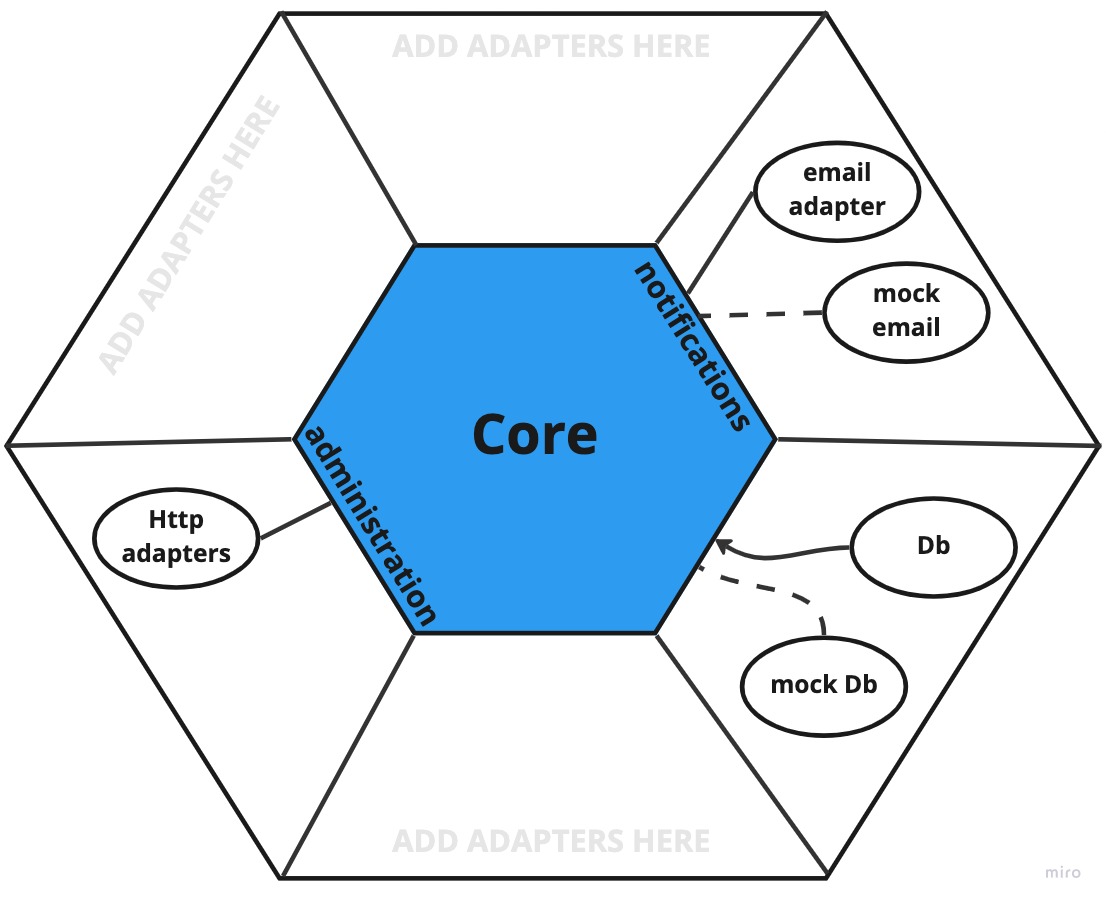 ADD ADAPTERS HERE
ADD ADAPTERS HERE
email
adapter
notifications
mock
email
Core
administration
Http
adapters
Db
mock Db
ADD ADAPTERS HERE
miro